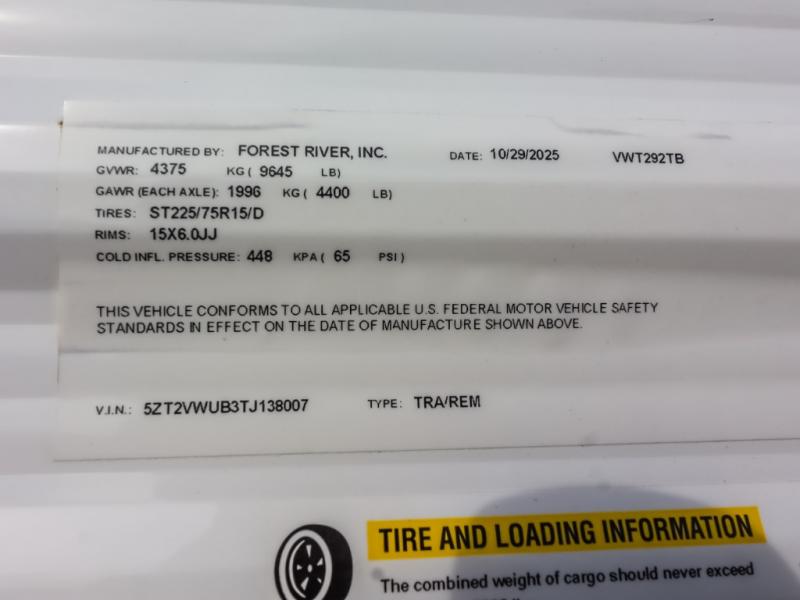 MANUFACTURED BY: FOREST RIVER, INC. DATE: 10/29/2025 VWT292TB
GVWR: 4375 KG ( 9645 LB)
GAWR (EACH AXLE): 1996 KG ( 4400 LB)
TIRES: ST225/75R15/D
RIMS: 15X6.0JJ
COLD INFL. PRESSURE: 448 KPA ( 65 PSI )
THIS VEHICLE CONFORMS TO ALL APPLICABLE U.S. FEDERAL MOTOR VEHICLE SAFETY
STANDARDS IN EFFECT ON THE DATE OF MANUFACTURE SHOWN ABOVE.
V.I.N.: 5ZT2VWUB3TJ138007 TYPE: TRA/REM
TIRE AND LOADING INFORMATION
The combined weight of cargo should never exceed